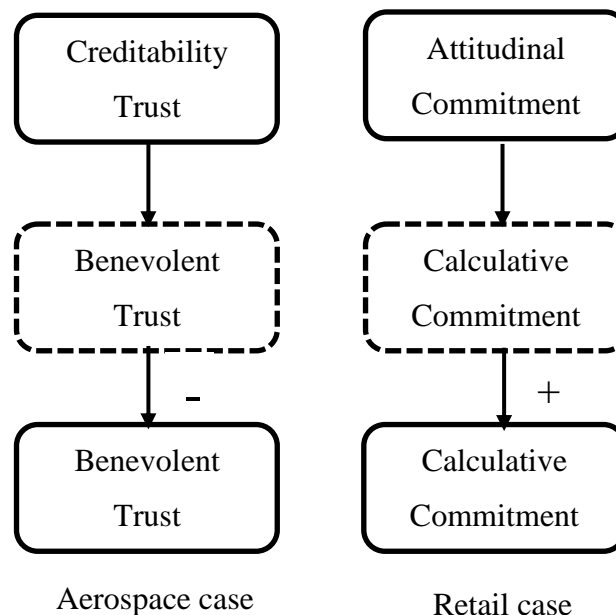 Creditability
Trust
Benevolent
Trust
-
Benevolent
Trust
Aerospace case
Attitudinal
Commitment
Calculative
Commitment
+
Calculative
Commitment
Retail case